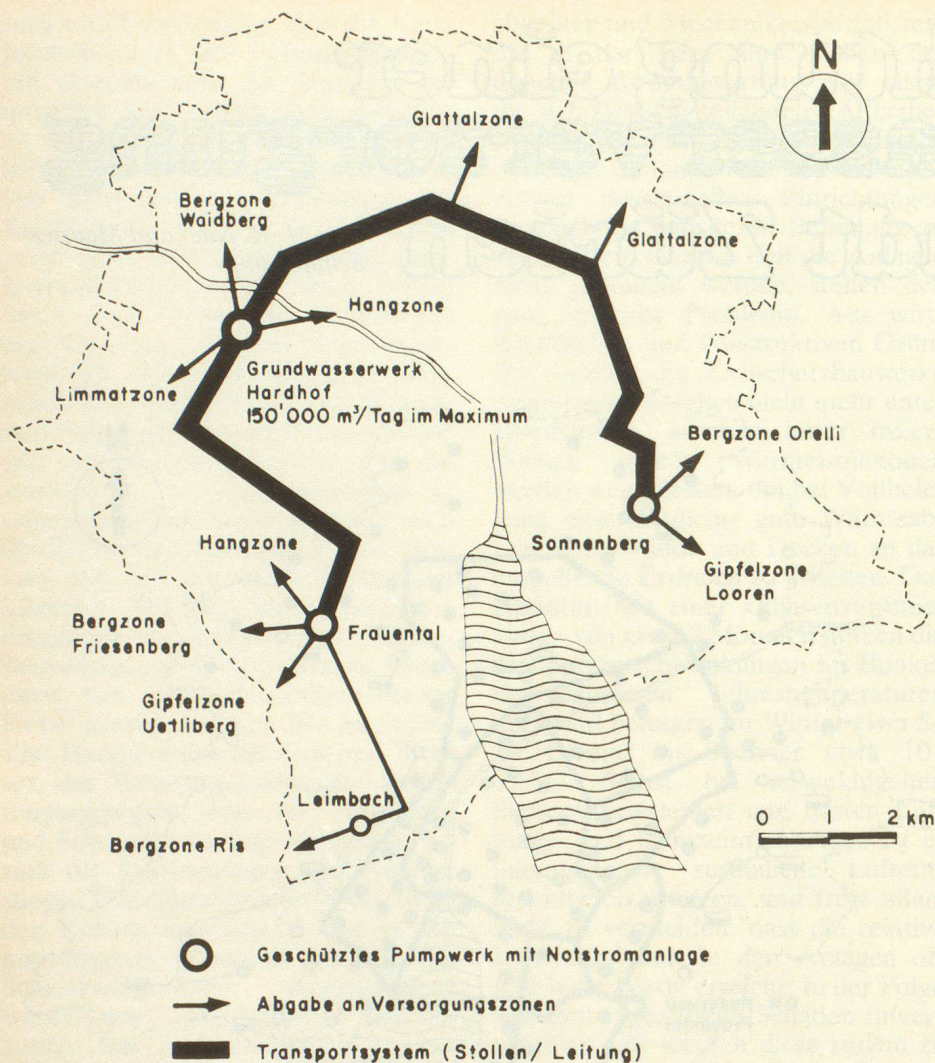 N
Glattalzone
Bergzone
Waidberg
Glattalzone
Hangzone
Limmatzone
Grundwasserwerk
Hardhof
150'000 m³/Tag im Maximum
Bergzone Orelli
Sonnenberg
Gipfelzone
Looren
Hangzone
Bergzone
Friesenberg
Frauental
Gipfelzone
Uetliberg
Leimbach
Bergzone Ris
0 1 2 km
Geschütztes Pumpwerk mit Notstromanlage
Abgabe an Versorgungszonen
Transportsystem (Stollen/Leitung)